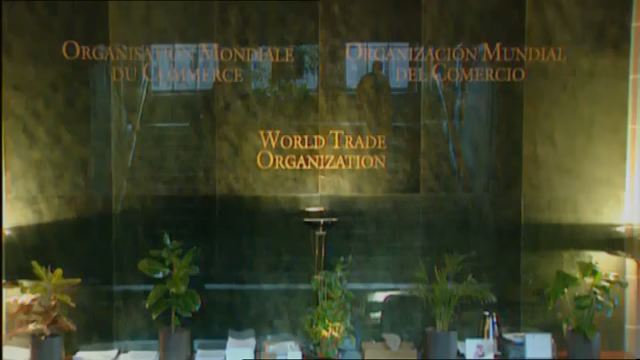 ORGANISATION MONDIALE
DU COMMERCE
ORGANIZACIÓN MUNDIAL
DEL COMERCIO
WORLD TRADE
ORGANIZATION